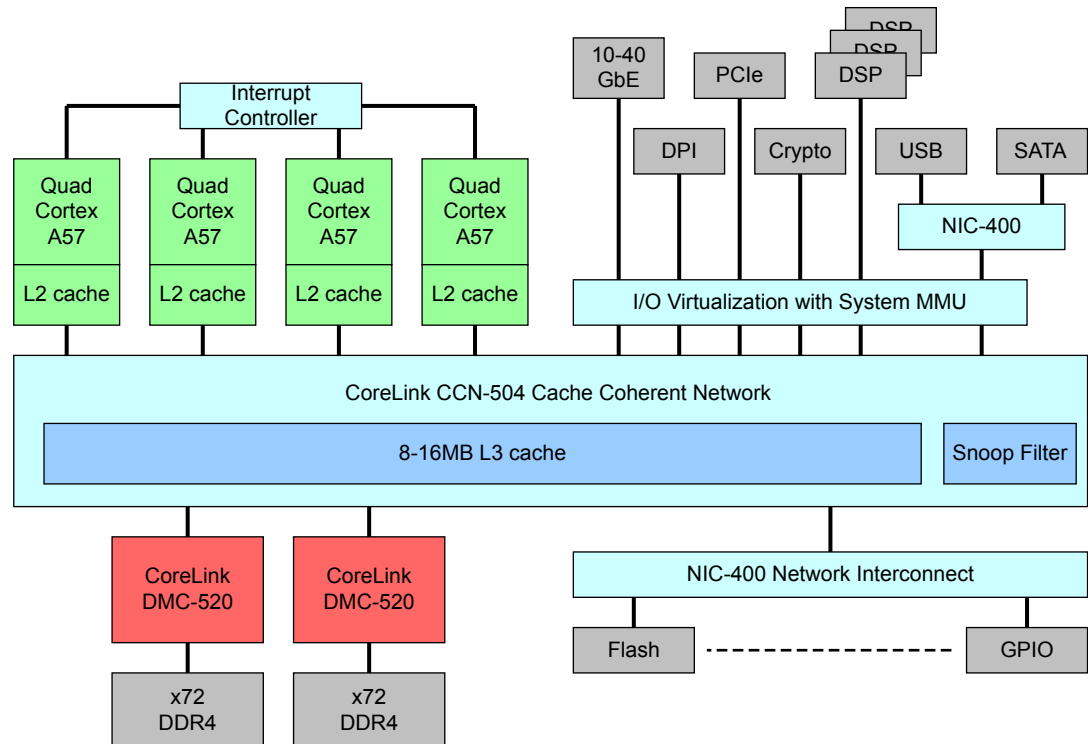 DSP
DSP
10-40
GbE
PCIe
DSP
Interrupt
Controller
DPI
Crypto
USB
SATA
Quad
Cortex
A57
Quad
Cortex
A57
Quad
Cortex
A57
Quad
Cortex
A57
NIC-400
L2 cache
L2 cache
L2 cache
L2 cache
I/O Virtualization with System MMU
CoreLink CCN-504 Cache Coherent Network
8-16MB L3 cache
Snoop Filter
CoreLink
DMC-520
CoreLink
DMC-520
NIC-400 Network Interconnect
Flash
GPIO
x72
DDR4
x72
DDR4